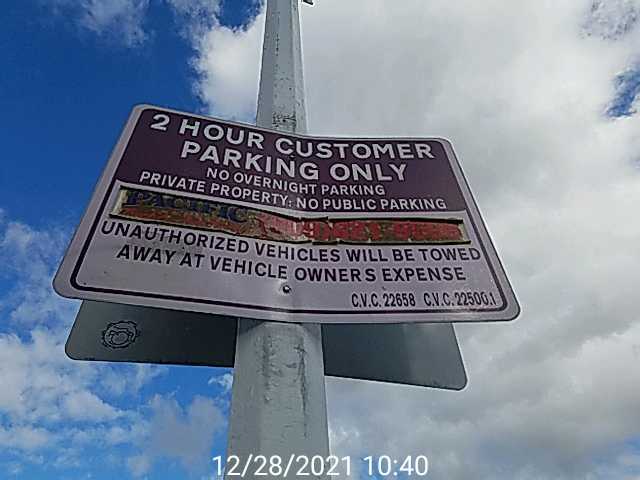 2 HOUR CUSTOMER
PARKING ONLY
NO OVERNIGHT PARKING
PRIVATE PROPERTY: NO PUBLIC PARKING
PACIFIC
UNAUTHORIZED VEHICLES WILL BE TOWED
AWAY AT VEHICLE OWNERS EXPENSE
C.V.C. 22658 C.V.C. 22500.1
12/28/2021 10:40